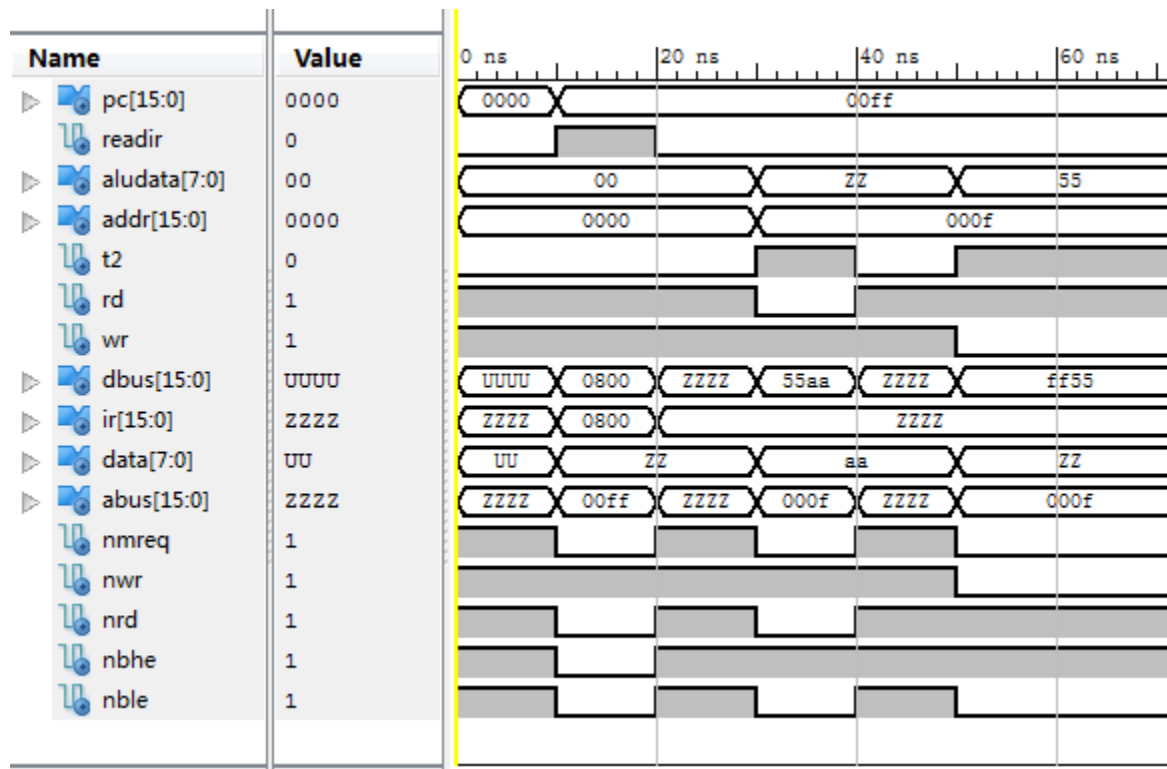 Name Value 0 ns 20 ns 40 ns 60 ns
pc[15:0] 0000 0000 00ff
readir 0
aludata[7:0] 00 00 ZZ 55
addr[15:0] 0000 0000 000f
t2 0
rd 1
wr 1
dbus[15:0] UUUU UUUU 0800 ZZZZ 55aa ZZZZ ff55
ir[15:0] ZZZZ ZZZZ 0800 ZZZZ
data[7:0] UU UU ZZ aa ZZ
abus[15:0] ZZZZ ZZZZ 00ff ZZZZ 000f ZZZZ 000f
nmreq 1
nwr 1
nrd 1
nbhe 1
nble 1